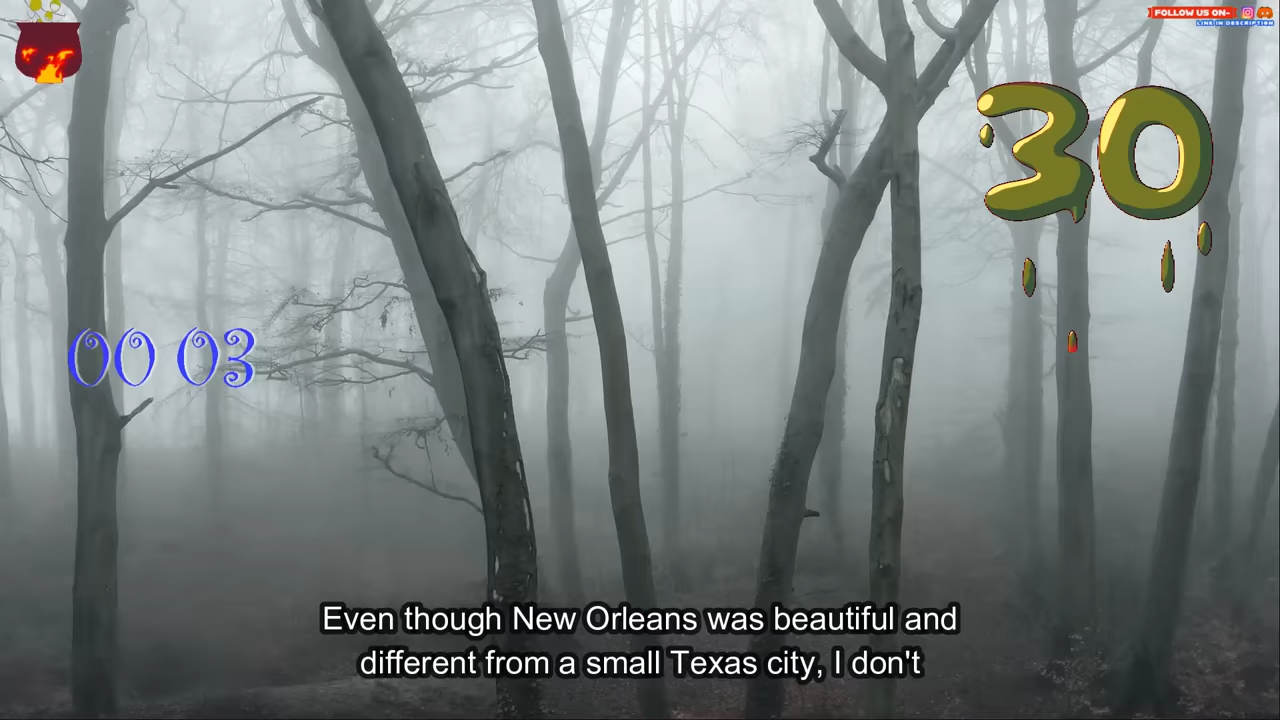 FOLLOW US ON-
LINK IN DESCRIPTION
30
00 03
Even though New Orleans was beautiful and
different from a small Texas city, I don't